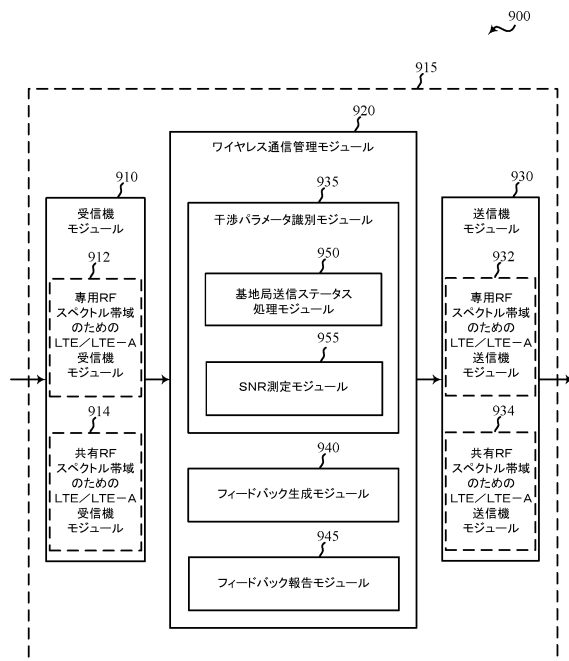 900
915
920
ワイヤレス通信管理モジュール
910
受信機
モジュール
912
専用RF
スペクトル帯域
のための
LTE／LTE－A
受信機
モジュール
914
共有RF
スペクトル帯域
のための
LTE／LTE－A
受信機
モジュール
935
干渉パラメータ識別モジュール
950
基地局送信ステータス
処理モジュール
955
SNR測定モジュール
940
フィードバック生成モジュール
945
フィードバック報告モジュール
930
送信機
モジュール
932
専用RF
スペクトル帯域
のための
LTE／LTE－A
送信機
モジュール
934
共有RF
スペクトル帯域
のための
LTE／LTE－A
送信機
モジュール